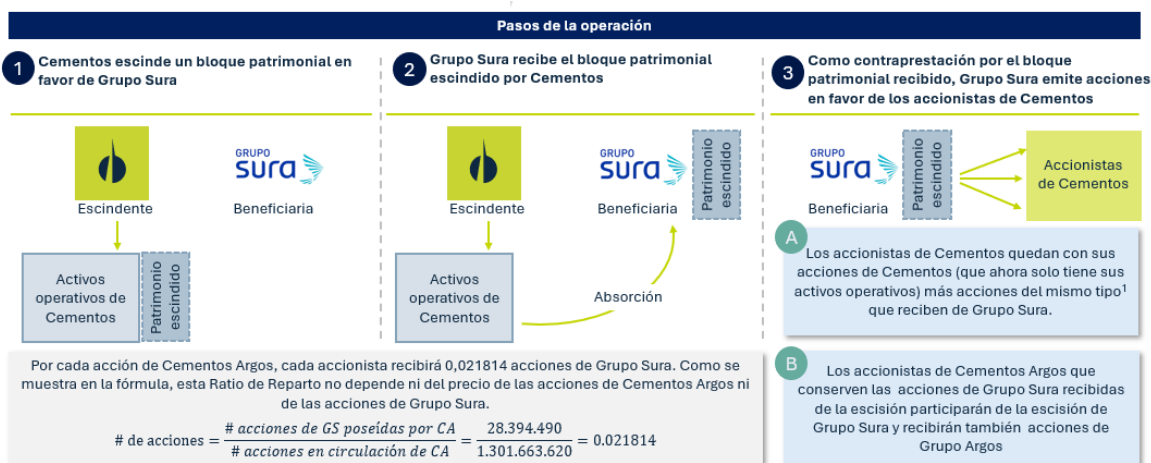 Pasos de la operación
1
Cementos escinde un bloque patrimonial en
favor de Grupo Sura
GRUPO
sura
Escindente
Beneficiaria
Activos
operativos de
Cementos
Patrimonio
escindido
2
Grupo Sura recibe el bloque patrimonial
escindido por Cementos
GRUPO
sura
Patrimonio
escindido
Escindente
Beneficiaria
Activos
operativos de
Cementos
Absorción
3
Como contraprestación por el bloque
patrimonial recibido, Grupo Sura emite acciones
en favor de los accionistas de Cementos
GRUPO
sura
Beneficiaria
Patrimonio
escindido
Accionistas
de Cementos
A
Los accionistas de Cementos quedan con sus
acciones de Cementos (que ahora solo tiene sus
activos operativos) más acciones del mismo tipo¹
que reciben de Grupo Sura.
Por cada acción de Cementos Argos, cada accionista recibirá 0,021814 acciones de Grupo Sura. Como se
muestra en la fórmula, esta Ratio de Reparto no depende ni del precio de las acciones de Cementos Argos ni
de las acciones de Grupo Sura.
# de acciones = # acciones de GS poseídas por CA / # acciones en circulación de CA = 28.394.490 / 1.301.663.620 = 0.021814
B
Los accionistas de Cementos Argos que
conserven las acciones de Grupo Sura recibidas
de la escisión participarán de la escisión de
Grupo Sura y recibirán también acciones de
Grupo Argos